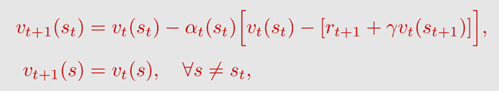 v_{t+1}(s_t) = v_t(s_t) − α_t(s_t)[v_t(s_t) − [r_{t+1} + γv_t(s_{t+1})]],
v_{t+1}(s) = v_t(s), ∀s ≠ s_t,